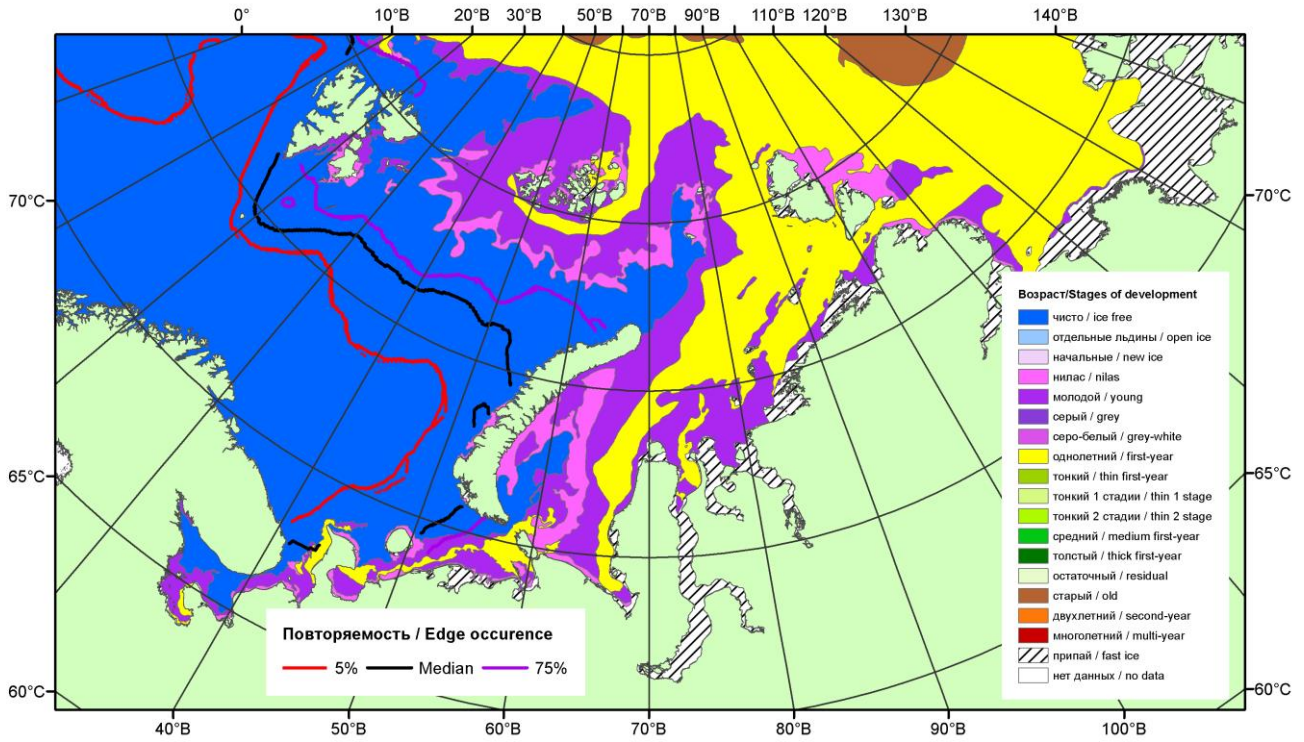 0° 10°В 20°В 30°В 50°В 70°В 90°В 110°В 120°В 130°В 140°В
70°С 70°С
65°С 65°С
60°С 60°С
Возраст/Stages of development
чисто / ice free
отдельные льдины / open ice
начальные / new ice
нилас / nilas
молодой / young
серый / grey
серо-белый / grey-white
однолетний / first-year
тонкий / thin first-year
тонкий 1 стадии / thin 1 stage
тонкий 2 стадии / thin 2 stage
средний / medium first-year
толстый / thick first-year
остаточный / residual
старый / old
двухлетний / second-year
многолетний / multi-year
припай / fast ice
нет данных / no data
Повторяемость / Edge occurence
5% Median 75%
40°В 50°В 60°В 70°В 80°В 90°В 100°В